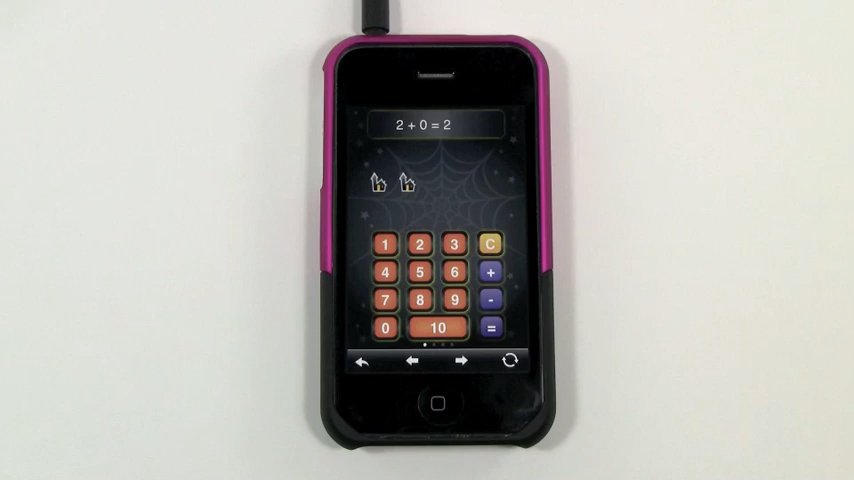 2 + 0 = 2
1 2 3 C
4 5 6 +
7 8 9 -
0 10 =